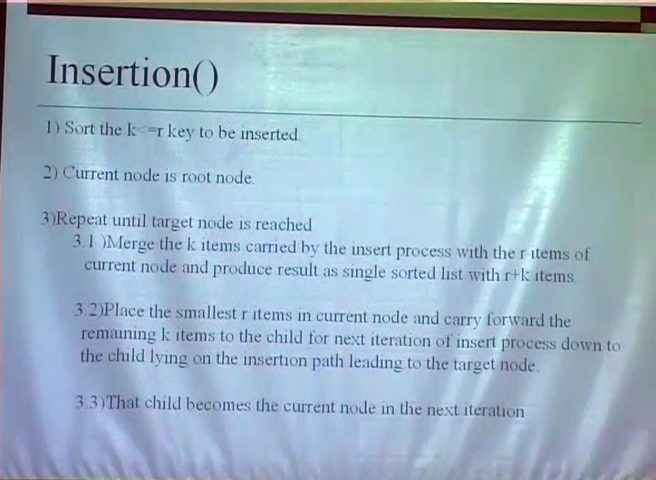 Insertion()
1) Sort the k<=r key to be inserted.
2) Current node is root node.
3)Repeat until target node is reached
3.1 )Merge the k items carried by the insert process with the r items of
current node and produce result as single sorted list with r+k items.
3.2)Place the smallest r items in current node and carry forward the
remaining k items to the child for next iteration of insert process down to
the child lying on the insertion path leading to the target node.
3.3)That child becomes the current node in the next iteration